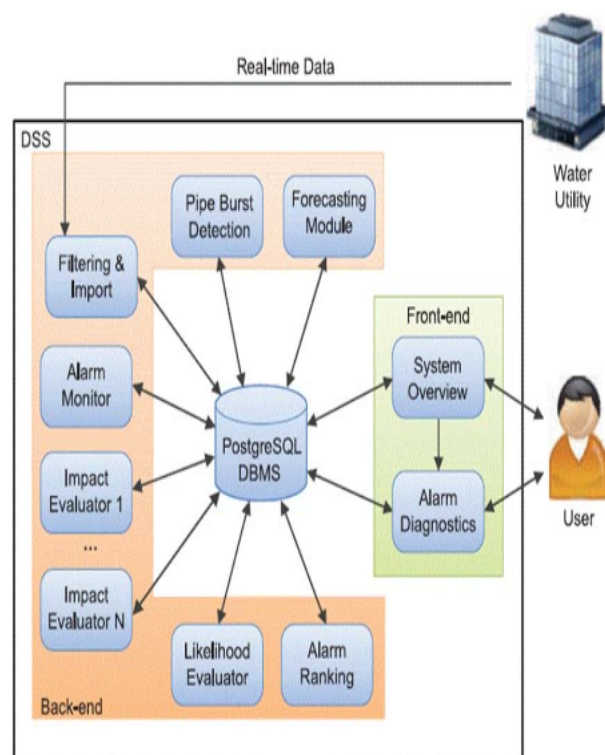 Real-time Data
Water
Utility
DSS
Pipe Burst
Detection
Forecasting
Module
Filtering &
Import
Front-end
System
Overview
Alarm
Monitor
PostgreSQL
DBMS
Impact
Evaluator 1
...
Alarm
Diagnostics
User
Impact
Evaluator N
Likelihood
Evaluator
Alarm
Ranking
Back-end